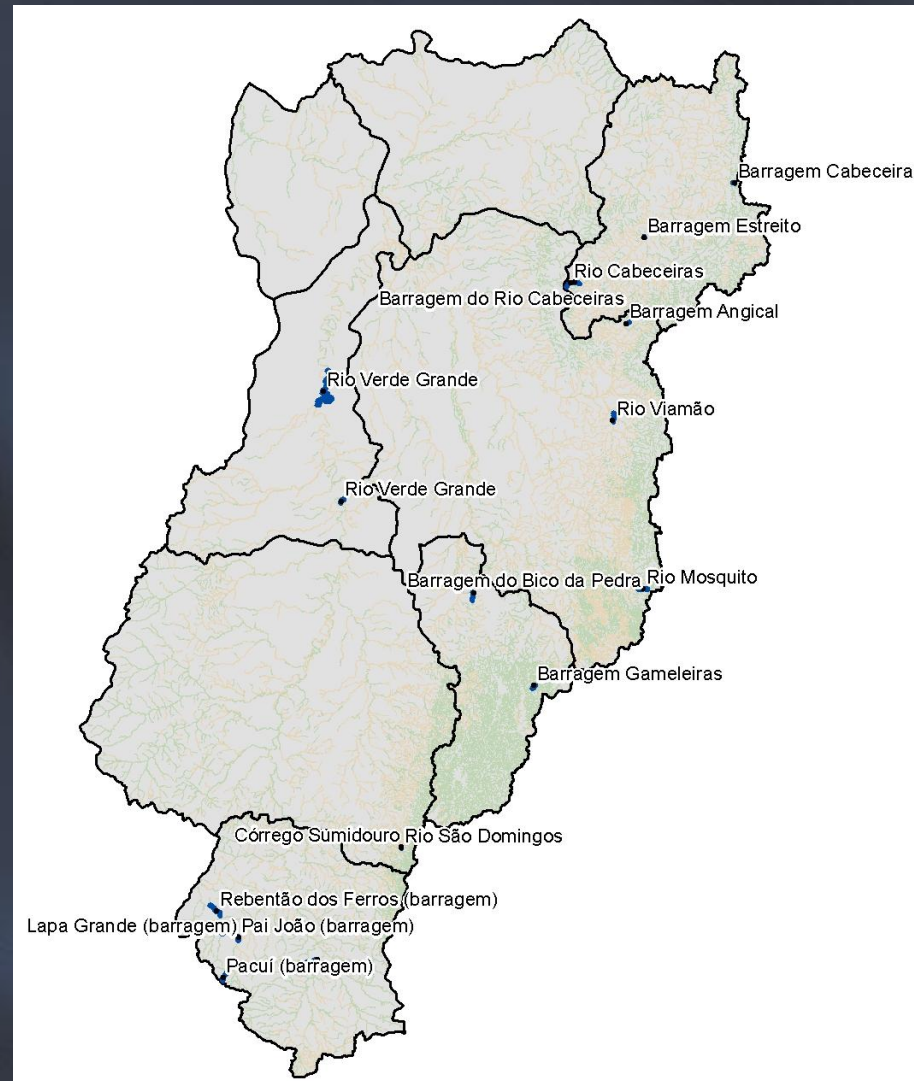 Barragem Cabeceira
Barragem Estreito
Rio Cabeceiras
Barragem do Rio Cabeceiras
Barragem Angical
Rio Verde Grande
Rio Viamão
Rio Verde Grande
Barragem do Bico da Pedra Rio Mosquito
Barragem Gameleiras
Córrego Sumidouro Rio São Domingos
Rebentão dos Ferros (barragem)
Lapa Grande (barragem) Pai João (barragem)
Pacuí (barragem)